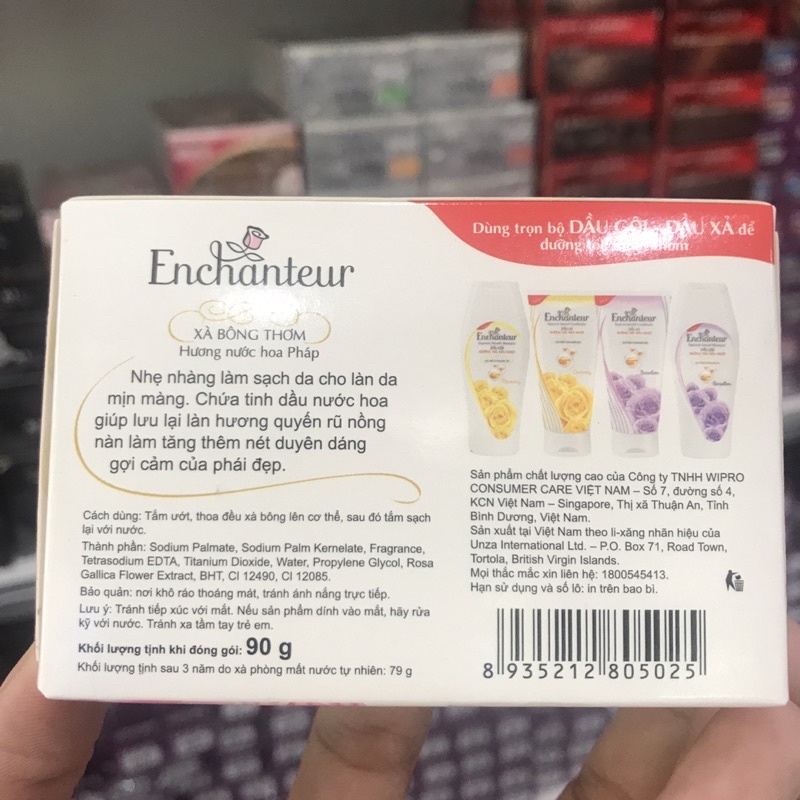 Enchanteur
XÀ BÔNG THƠM
Hương nước hoa Pháp
Nhẹ nhàng làm sạch da cho làn da
mịn màng. Chứa tinh dầu nước hoa
giúp lưu lại làn hương quyến rũ nồng
nàn làm tăng thêm nét duyên dáng
gợi cảm của phái đẹp.
Cách dùng: Tắm ướt, thoa đều xà bông lên cơ thể, sau đó tắm sạch
lại với nước.
Thành phần: Sodium Palmate, Sodium Palm Kernelate, Fragrance,
Tetrasodium EDTA, Titanium Dioxide, Water, Propylene Glycol, Rosa
Gallica Flower Extract, BHT, CI 12490, CI 12085.
Bảo quản: nơi khô ráo thoáng mát, tránh ánh nắng trực tiếp.
Lưu ý: Tránh tiếp xúc với mắt. Nếu sản phẩm dính vào mắt, hãy rửa
kỹ với nước. Tránh xa tầm tay trẻ em.
Khối lượng tịnh khi đóng gói: 90 g
Khối lượng tịnh sau 3 năm do xà phòng mất nước tự nhiên: 79 g
Dùng trọn bộ DẦU GỘI - DẦU XẢ để
dưỡng thơm
Enchanteur
Enchanteur
Enchanteur
Enchanteur
Sản phẩm chất lượng cao của Công ty TNHH WIPRO
CONSUMER CARE VIỆT NAM – Số 7, đường số 4,
KCN Việt Nam – Singapore, Thị xã Thuận An, Tỉnh
Bình Dương, Việt Nam.
Sản xuất tại Việt Nam theo li-xăng nhãn hiệu của
Unza International Ltd. – P.O. Box 71, Road Town,
Tortola, British Virgin Islands.
Mọi thắc mắc xin liên hệ: 1800545413.
Hạn sử dụng và số lô: in trên bao bì.
8 935212 805025